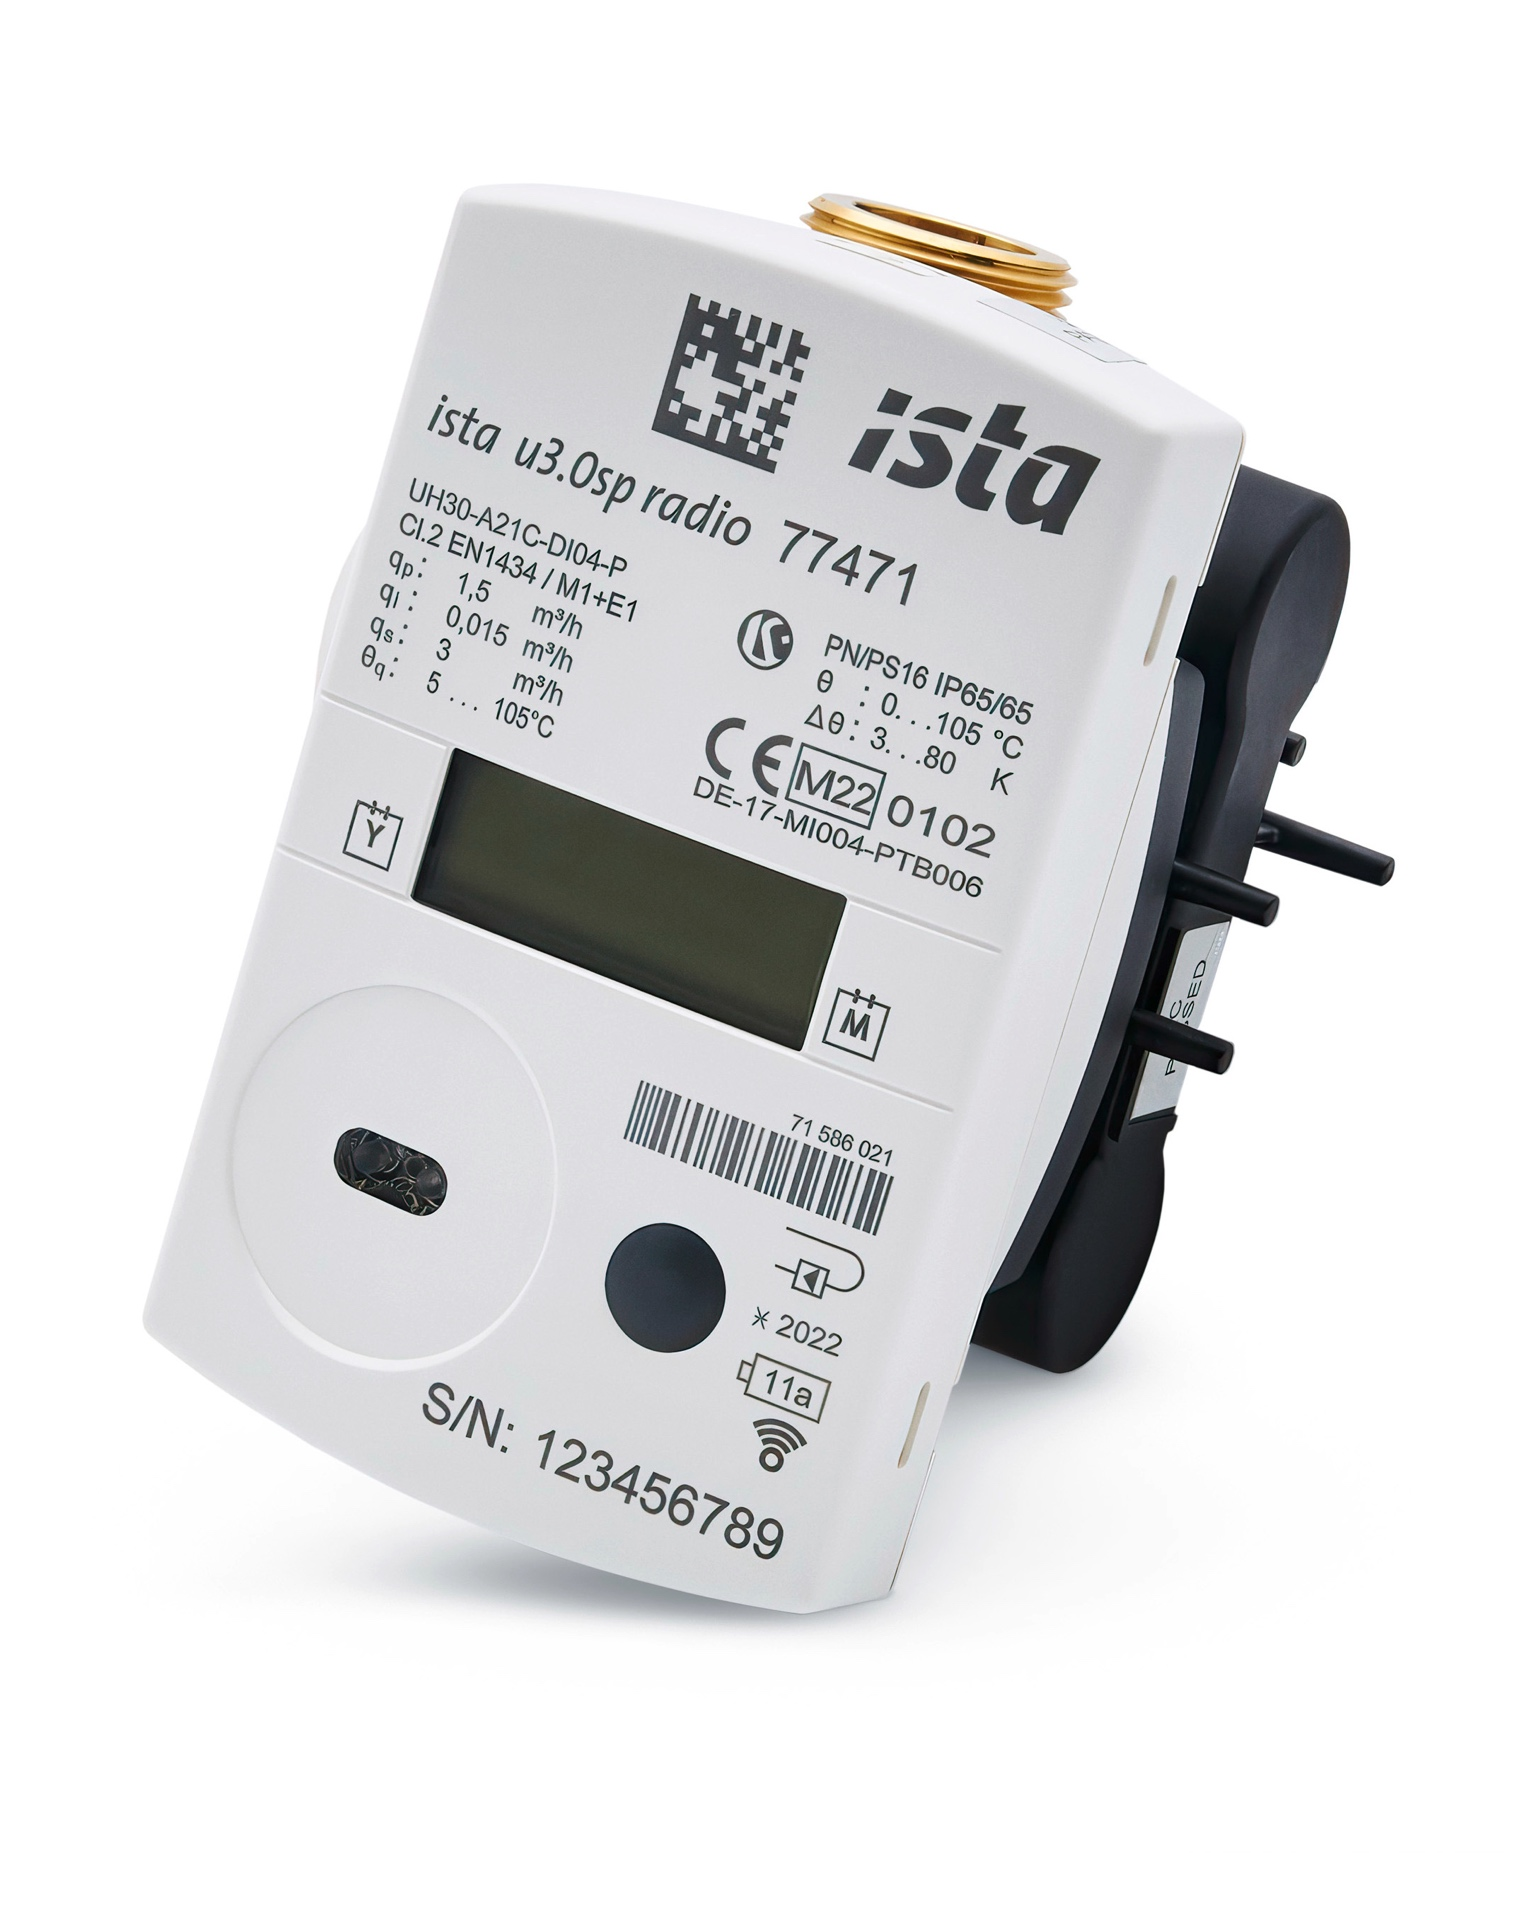 ista
ista u3.0sp radio 77471
UH30-A21C-DI04-P
Cl.2 EN1434 / M1+E1
qp: 1,5 m³/h
qi: 0,015 m³/h
qs: 3 m³/h
θq: 5 ... 105°C
PN/PS16 IP65/65
θ : 0...105 °C
Δθ: 3...80 K
CE M22 0102
DE-17-MI004-PTB006
Y
M
71 586 021
2022
11a
S/N: 123456789